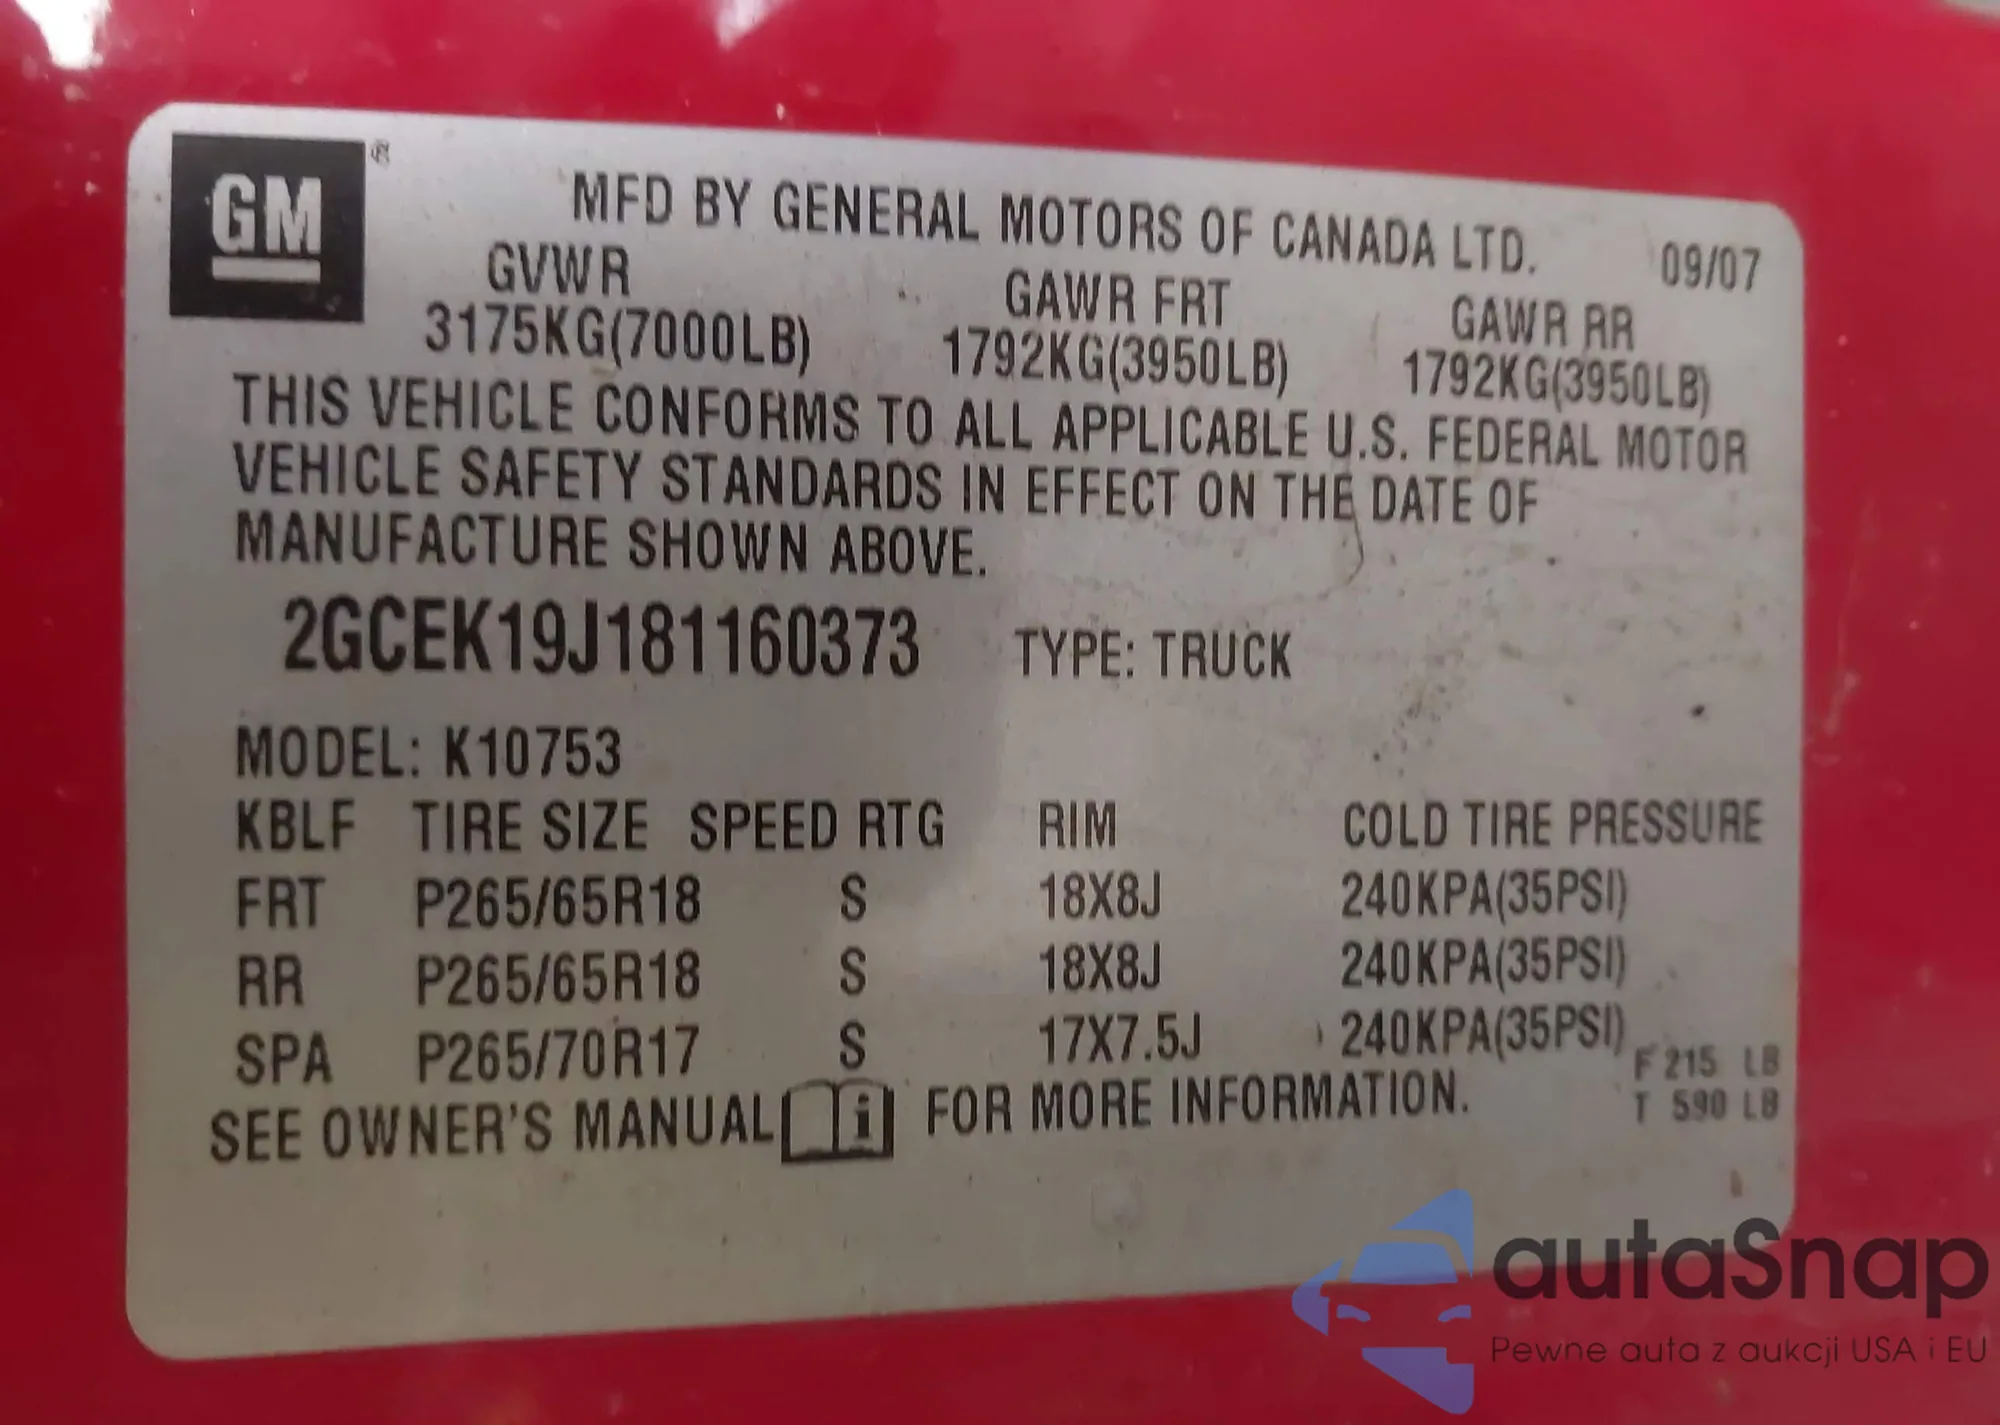 GM®
MFD BY GENERAL MOTORS OF CANADA LTD.
09/07
GVWR GAWR FRT GAWR RR
3175KG(7000LB) 1792KG(3950LB) 1792KG(3950LB)
THIS VEHICLE CONFORMS TO ALL APPLICABLE U.S. FEDERAL MOTOR
VEHICLE SAFETY STANDARDS IN EFFECT ON THE DATE OF
MANUFACTURE SHOWN ABOVE.
2GCEK19J181160373 TYPE: TRUCK
MODEL: K10753
KBLF TIRE SIZE SPEED RTG RIM COLD TIRE PRESSURE
FRT P265/65R18 S 18X8J 240KPA(35PSI)
RR P265/65R18 S 18X8J 240KPA(35PSI)
SPA P265/70R17 S 17X7.5J 240KPA(35PSI)
F 215 LB
T 590 LB
SEE OWNER'S MANUAL i FOR MORE INFORMATION.
autaSnap
Pewne auta z aukcji USA i EU